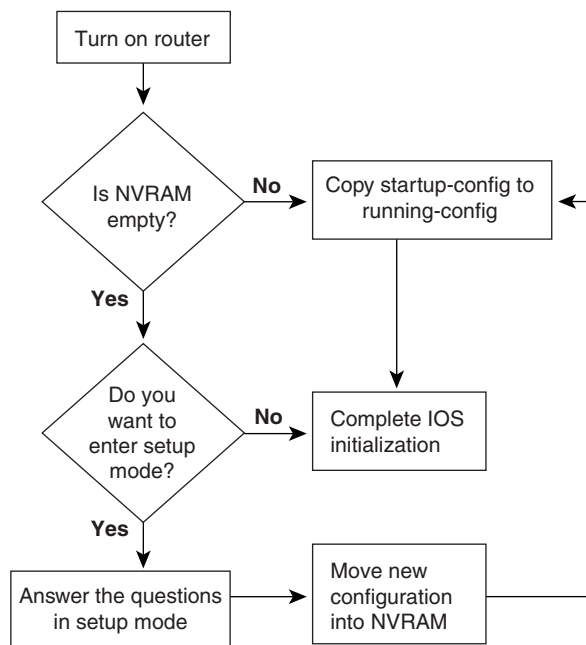 Turn on router
Is NVRAM
empty?
No
Copy startup-config to
running-config
Yes
Do you
want to
enter setup
mode?
No
Complete IOS
initialization
Yes
Answer the questions
in setup mode
Move new
configuration
into NVRAM